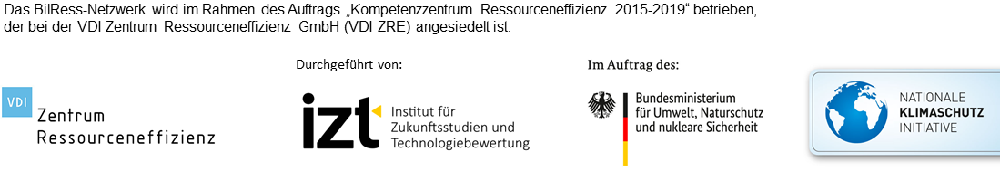 Das BilRess-Netzwerk wird im Rahmen des Auftrags „Kompetenzzentrum Ressourceneffizienz 2015-2019“ betrieben,
der bei der VDI Zentrum Ressourceneffizienz GmbH (VDI ZRE) angesiedelt ist.
Durchgeführt von:
Im Auftrag des:
VDI
Zentrum
Ressourceneffizienz
izt
Institut für
Zukunftsstudien und
Technologiebewertung
Bundesministerium
für Umwelt, Naturschutz
und nukleare Sicherheit
NATIONALE
KLIMASCHUTZ
INITIATIVE